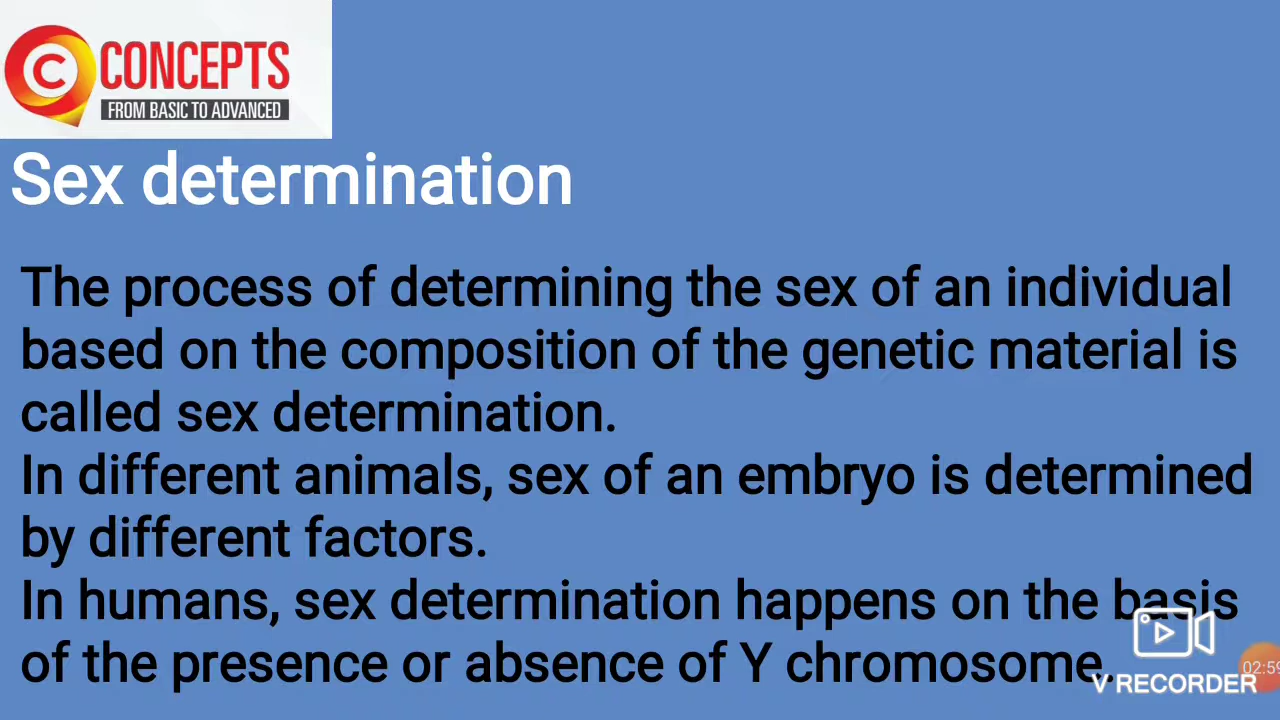 C
CONCEPTS
FROM BASIC TO ADVANCED
Sex determination
The process of determining the sex of an individual
based on the composition of the genetic material is
called sex determination.
In different animals, sex of an embryo is determined
by different factors.
In humans, sex determination happens on the basis
of the presence or absence of Y chromosome.
02:59
V RECORDER